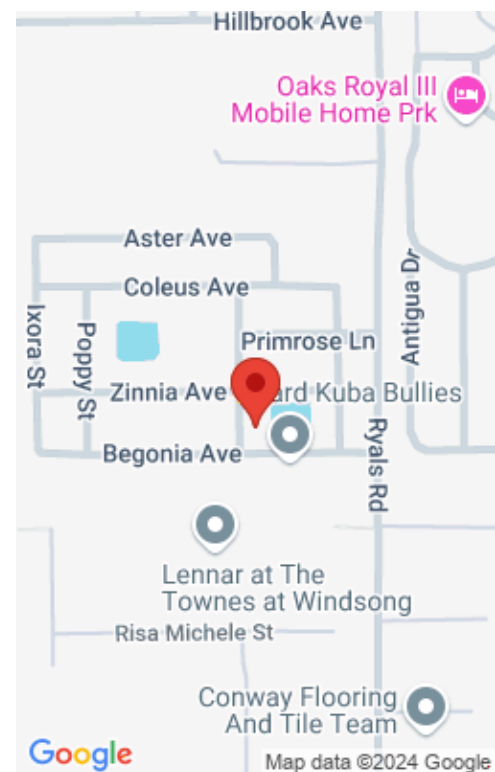 Hillbrook Ave
Oaks Royal III
Mobile Home Prk
Aster Ave
Coleus Ave
Ixora St
Poppy St
Antigua Dr
Primrose Ln
Zinnia Ave
ard Kuba Bullies
Begonia Ave
Ryals Rd
Lennar at The
Townes at Windsong
Risa Michele St
Conway Flooring
And Tile Team
Google
Map data ©2024 Google